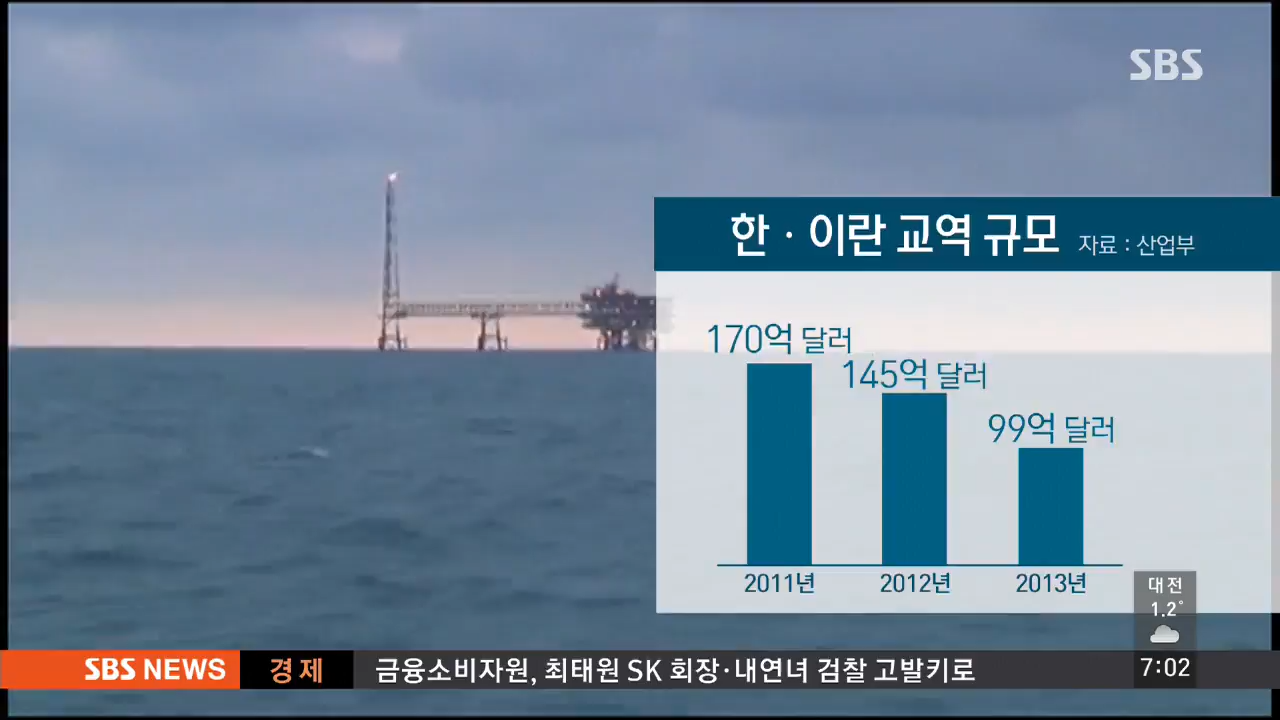 SBS
한·이란 교역 규모 자료 : 산업부
170억 달러
145억 달러
99억 달러
2011년 2012년 2013년
대전
1.2°
7:02
SBS NEWS 경제 금융소비자원, 최태원 SK 회장·내연녀 검찰 고발키로